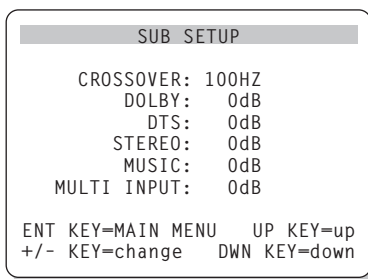 SUB SETUP
CROSSOVER: 100HZ
DOLBY: 0dB
DTS: 0dB
STEREO: 0dB
MUSIC: 0dB
MULTI INPUT: 0dB
ENT KEY=MAIN MENU UP KEY=up
+/- KEY=change DWN KEY=down